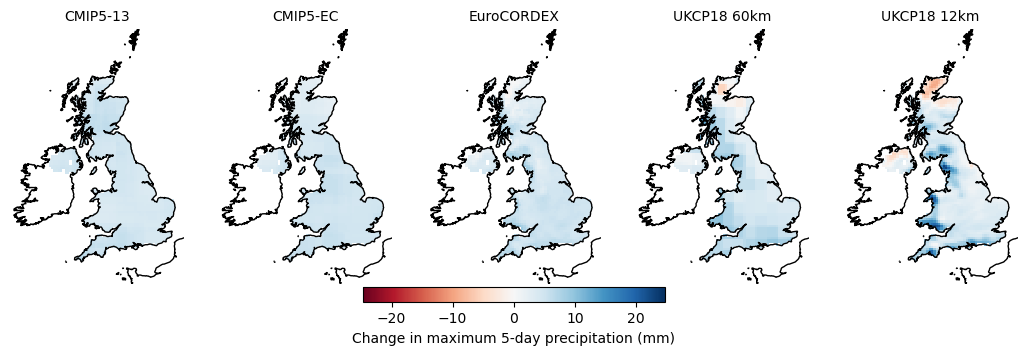 CMIP5-13 CMIP5-EC EuroCORDEX UKCP18 60km UKCP18 12km
−20 −10 0 10 20
Change in maximum 5-day precipitation (mm)